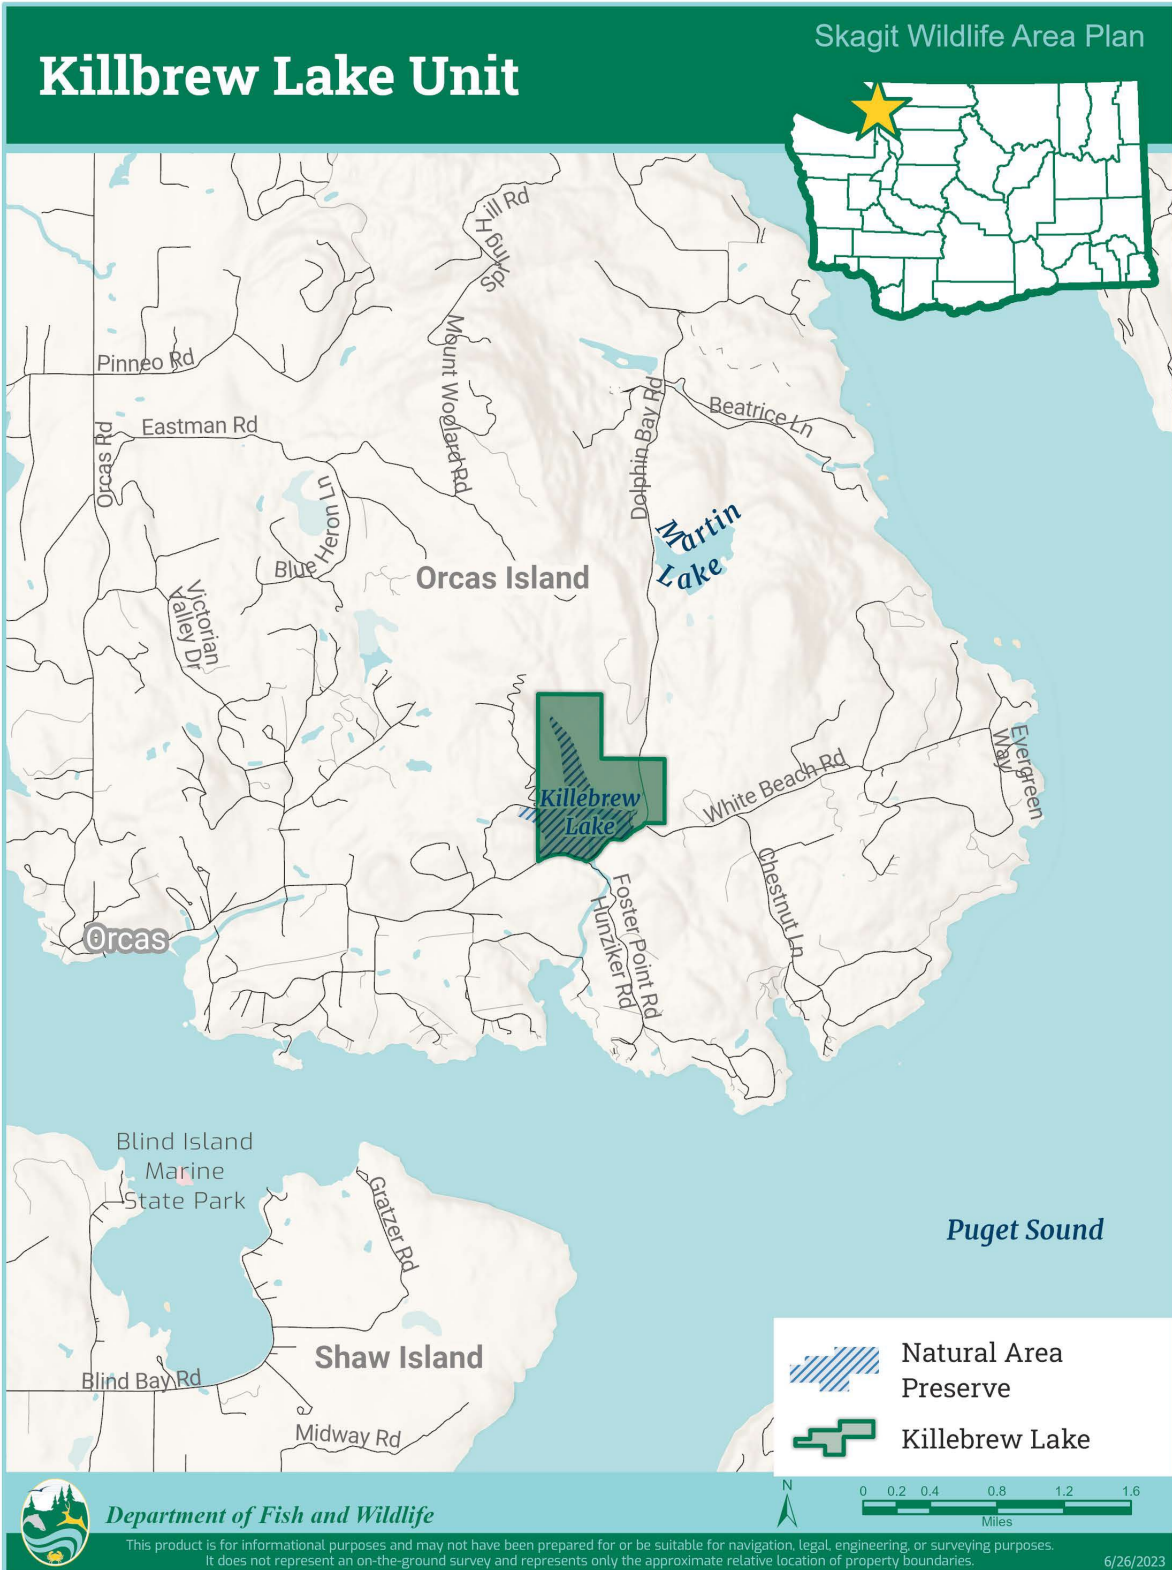 Skagit Wildlife Area Plan
Killbrew Lake Unit
Spring Hill Rd
Mount Woolard Rd
Pinneo Rd
Eastman Rd
Orcas Rd
Dolphin Bay Rd
Beatrice Ln
Martin
Lake
Blue Heron Ln
Orcas Island
Victorian
Valley Dr
Evergreen
Way
White Beach Rd
Killebrew
Lake
Chestnut Ln
Foster Point Rd
Hunziker Rd
Orcas
Blind Island
Marine
State Park
Gratzer Rd
Puget Sound
Shaw Island
Blind Bay Rd
Midway Rd
Natural Area
Preserve
Killebrew Lake
N
0 0.2 0.4 0.8 1.2 1.6
Miles
Department of Fish and Wildlife
This product is for informational purposes and may not have been prepared for or be suitable for navigation, legal, engineering, or surveying purposes.
It does not represent an on-the-ground survey and represents only the approximate relative location of property boundaries.
6/26/2023